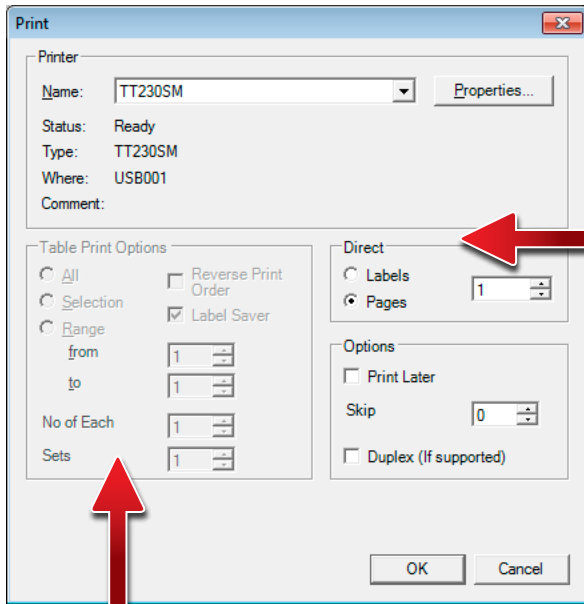 Print
Printer
Name: TT230SM Properties...
Status: Ready
Type: TT230SM
Where: USB001
Comment:
Table Print Options
All
Reverse Print Order
Selection
Label Saver
Range
from 1
to 1
No of Each 1
Sets 1
Direct
Labels
Pages
1
Options
Print Later
Skip 0
Duplex (If supported)
OK Cancel